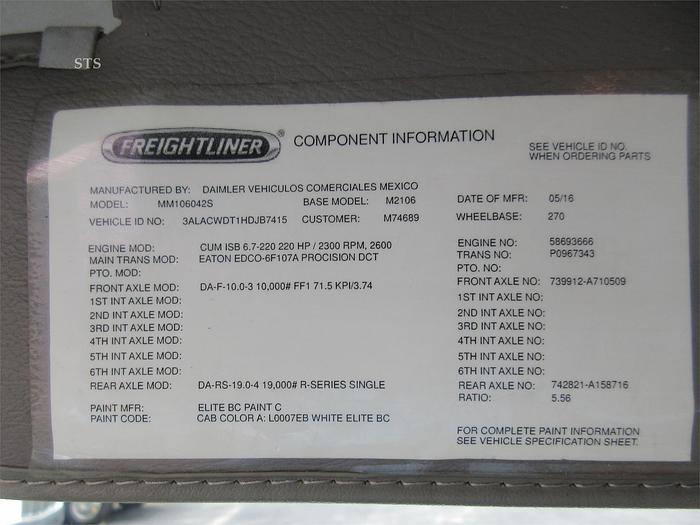 STS
FREIGHTLINER® COMPONENT INFORMATION
SEE VEHICLE ID NO.
WHEN ORDERING PARTS
MANUFACTURED BY: DAIMLER VEHICULOS COMERCIALES MEXICO
MODEL: MM106042S BASE MODEL: M2106 DATE OF MFR: 05/16
VEHICLE ID NO: 3ALACWDT1HDJB7415 CUSTOMER: M74689 WHEELBASE: 270
ENGINE MOD: CUM ISB 6.7-220 220 HP / 2300 RPM, 2600 ENGINE NO: 58693666
MAIN TRANS MOD: EATON EDCO-6F107A PROCISION DCT TRANS NO: P0967343
PTO. MOD: PTO. NO:
FRONT AXLE MOD: DA-F-10.0-3 10,000# FF1 71.5 KPI/3.74 FRONT AXLE NO: 739912-A710509
1ST INT AXLE MOD: 1ST INT AXLE NO:
2ND INT AXLE MOD: 2ND INT AXLE NO:
3RD INT AXLE MOD: 3RD INT AXLE NO:
4TH INT AXLE MOD: 4TH INT AXLE NO:
5TH INT AXLE MOD: 5TH INT AXLE NO:
6TH INT AXLE MOD: 6TH INT AXLE NO:
REAR AXLE MOD: DA-RS-19.0-4 19,000# R-SERIES SINGLE REAR AXLE NO: 742821-A158716
RATIO: 5.56
PAINT MFR: ELITE BC PAINT C
PAINT CODE: CAB COLOR A: L0007EB WHITE ELITE BC
FOR COMPLETE PAINT INFORMATION
SEE VEHICLE SPECIFICATION SHEET.